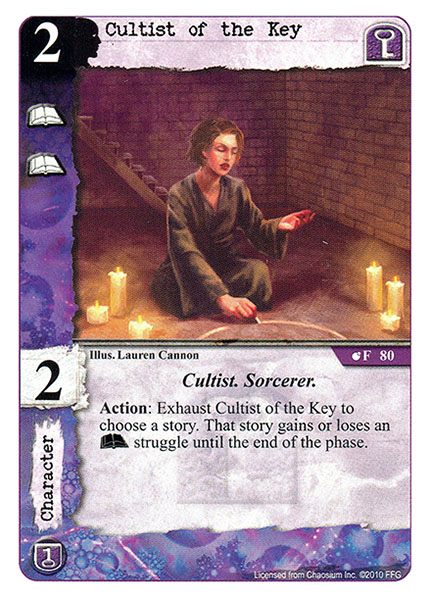 2
Cultist of the Key
Illus. Lauren Cannon
F 80
2
Cultist. Sorcerer.
Action: Exhaust Cultist of the Key to
choose a story. That story gains or loses an
struggle until the end of the phase.
Character
1
Licensed from Chaosium Inc. ©2010 FFG